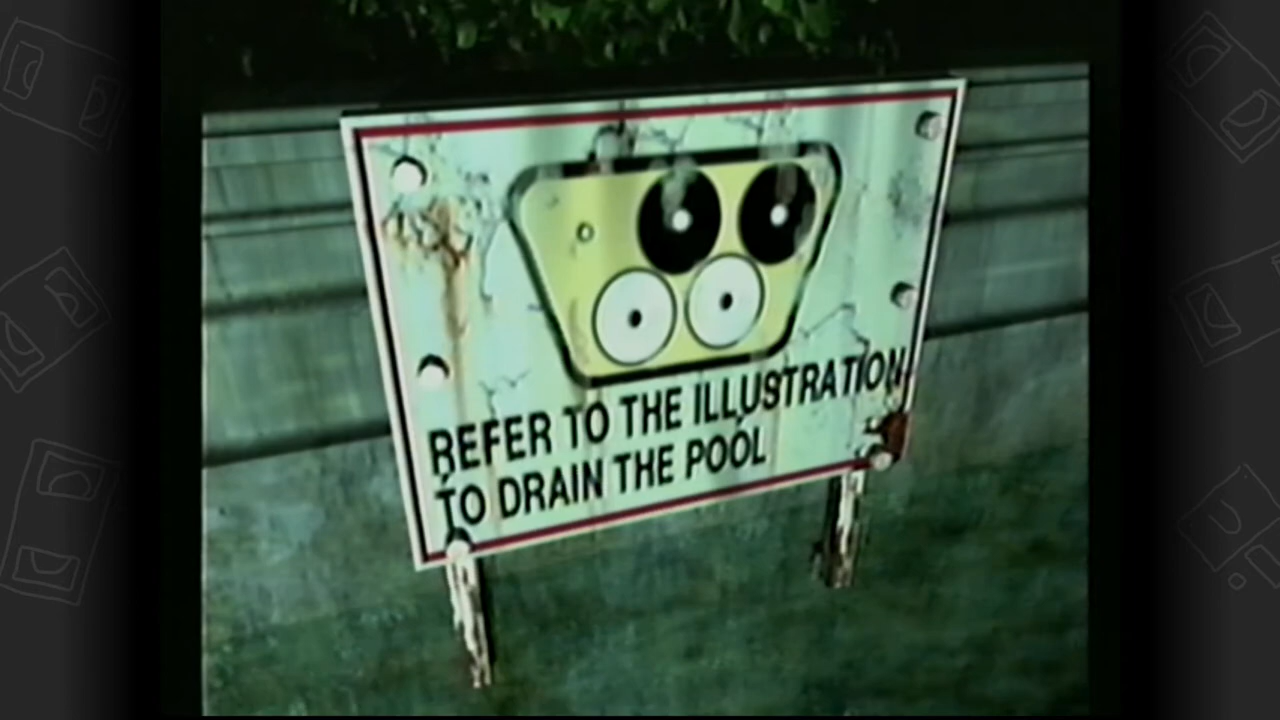 REFER TO THE ILLUSTRATION
TO DRAIN THE POOL